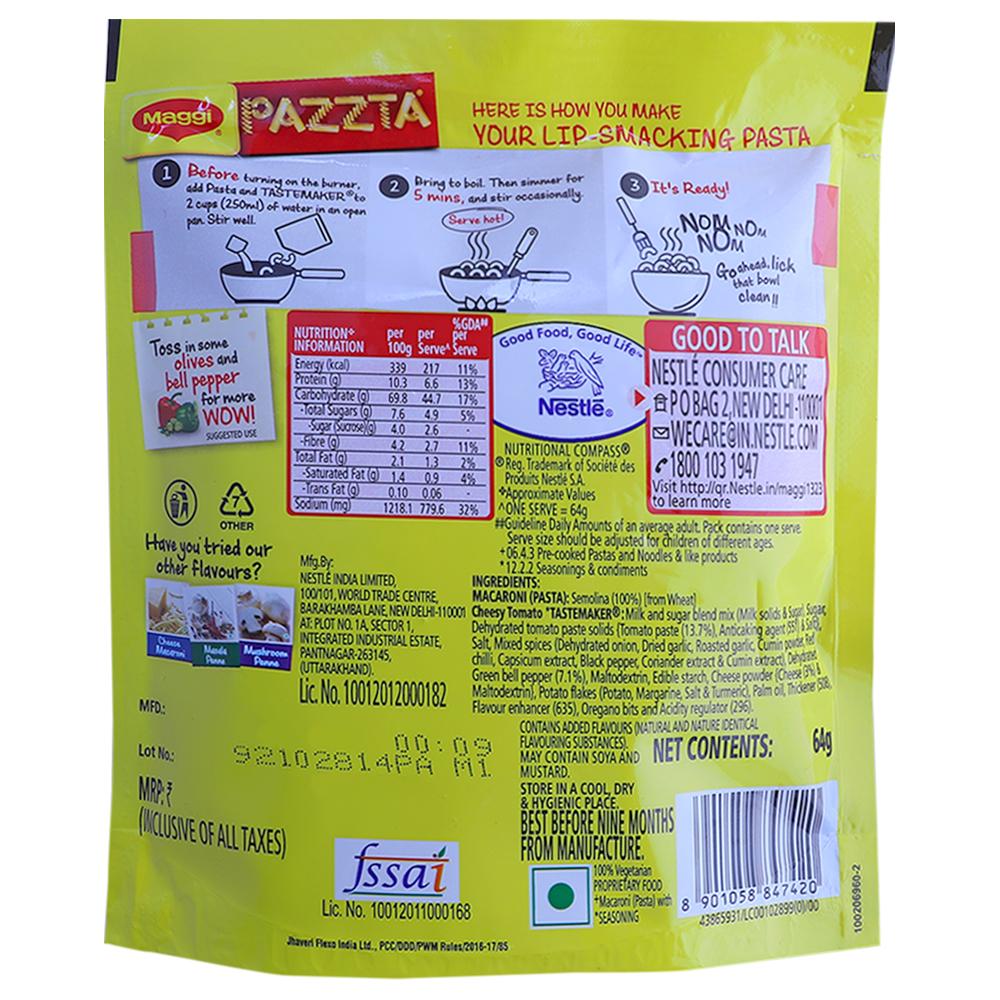 Maggi®
PAZZTA
HERE IS HOW YOU MAKE
YOUR LIP-SMACKING PASTA
1 Before turning on the burner,
add Pasta and TASTEMAKER® to
2 cups (250ml) of water in an open
pan. Stir well.
2 Bring to boil. Then simmer for
5 mins, and stir occasionally.
Serve hot!
3 It's Ready!
NOM NOM
NOM
Go ahead, lick
that bowl
clean!!
Toss in some
olives and
bell pepper
for more
WOW!
SUGGESTED USE
NUTRITION❖ INFORMATION per 100g per Serve^ %GDA## per Serve
Energy (kcal) 339 217 11%
Protein (g) 10.3 6.6 13%
Carbohydrate (g) 69.8 44.7 17%
-Total Sugars (g) 7.6 4.9 5%
-Sugar (Sucrose)(g) 4.0 2.6 -
-Fibre (g) 4.2 2.7 11%
Total Fat (g) 2.1 1.3 2%
-Saturated Fat (g) 1.4 0.9 4%
-Trans Fat (g) 0.10 0.06 -
Sodium (mg) 1218.1 779.6 32%
Good Food, Good Life™
Nestlé®
GOOD TO TALK
NESTLÉ CONSUMER CARE
P O BAG 2, NEW DELHI -110001
WECARE@IN.NESTLE.COM
1800 103 1947
Visit http://qr.Nestle.in/maggi1323
to learn more
NUTRITIONAL COMPASS®
®Reg. Trademark of Société des
Produits Nestlé S.A.
❖Approximate Values
^ONE SERVE = 64g
##Guideline Daily Amounts of an average adult. Pack contains one serve.
Serve size should be adjusted for children of different ages.
+06.4.3 Pre-cooked Pastas and Noodles & like products
*12.2.2 Seasonings & condiments
7
OTHER
Have you tried our
other flavours?
Cheese
Macaroni
Masala
Penne
Mushroom
Penne
Mfg.By:
NESTLÉ INDIA LIMITED,
100/101, WORLD TRADE CENTRE,
BARAKHAMBA LANE, NEW DELHI-110001
AT: PLOT NO. 1A, SECTOR 1,
INTEGRATED INDUSTRIAL ESTATE,
PANTNAGAR-263145,
(UTTARAKHAND).
Lic. No. 10012012000182
INGREDIENTS:
MACARONI (PASTA): Semolina (100%) [from Wheat]
Cheesy Tomato *TASTEMAKER®: Milk and sugar blend mix (Milk solids & Sugar), Sugar,
Dehydrated tomato paste solids (Tomato paste (13.7%), Anticaking agent (551) & Salt),
Salt, Mixed spices (Dehydrated onion, Dried garlic, Roasted garlic, Cumin powder, Red
chilli, Capsicum extract, Black pepper, Coriander extract & Cumin extract), Dehydrated
Green bell pepper (7.1%), Maltodextrin, Edible starch, Cheese powder (Cheese (3%) &
Maltodextrin), Potato flakes (Potato, Margarine, Salt & Turmeric), Palm oil, Thickener (508),
Flavour enhancer (635), Oregano bits and Acidity regulator (296).
CONTAINS ADDED FLAVOURS (NATURAL AND NATURE IDENTICAL
FLAVOURING SUBSTANCES).
MAY CONTAIN SOYA AND
MUSTARD.
NET CONTENTS: 64g
STORE IN A COOL, DRY
& HYGIENIC PLACE.
BEST BEFORE NINE MONTHS
FROM MANUFACTURE.
MFD.:
Lot No.:
00:09
92102814PA M1
MRP: ₹
(INCLUSIVE OF ALL TAXES)
fssai
Lic. No. 10012011000168
100% Vegetarian
PROPRIETARY FOOD
+Macaroni (Pasta) with
*SEASONING
8 901058 847420
43865931/LC00102899(0)/00
100206960-2
Jhaveri Flexo India Ltd., PCC/DDD/PWM Rules/2016-17/85